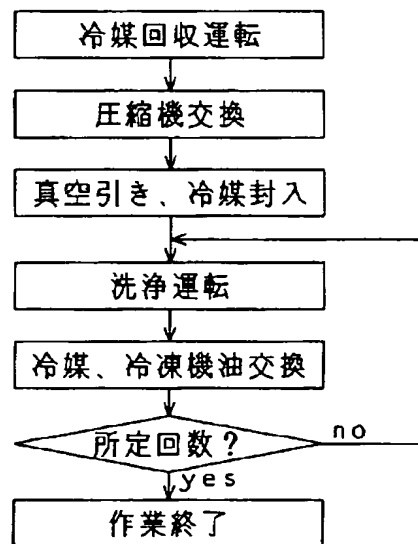 冷媒回収運転
圧縮機交換
真空引き、冷媒封入
洗浄運転
冷媒、冷凍機油交換
所定回数?
no
yes
作業終了